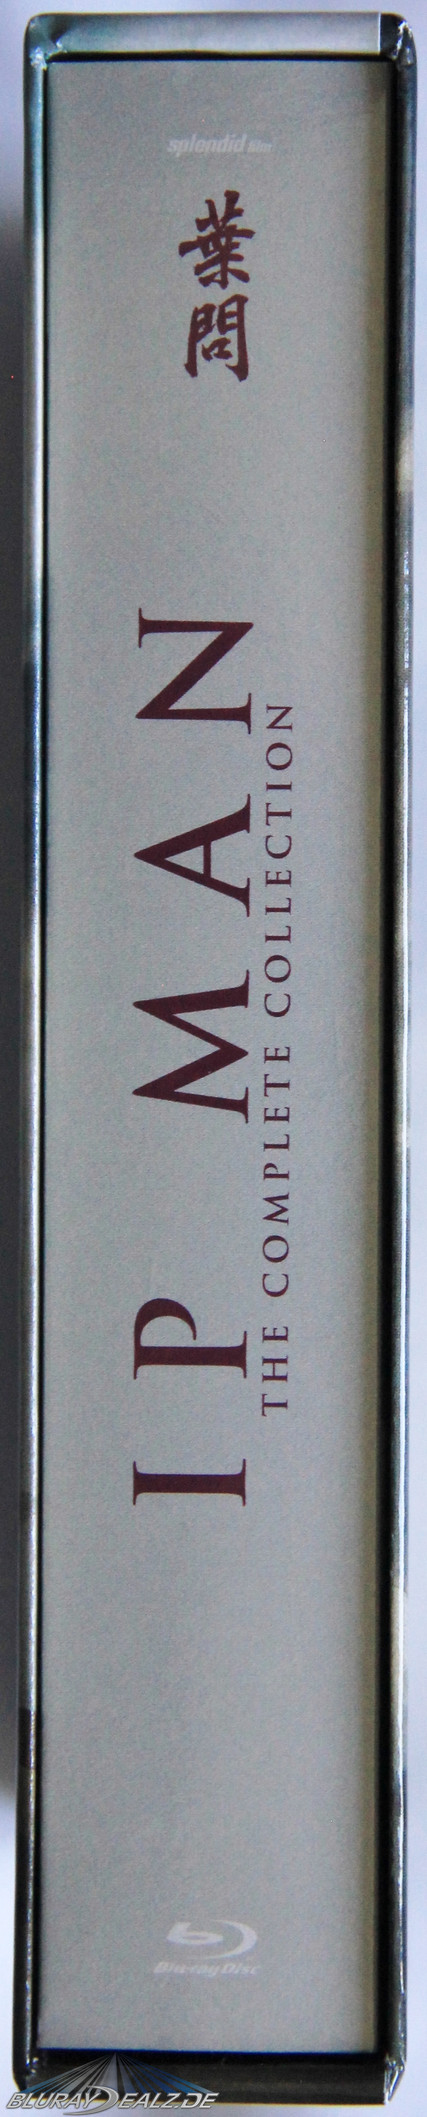 splendid film
葉問
IP MAN
THE COMPLETE COLLECTION
Blu-ray Disc
BLURAYDEALZ.DE